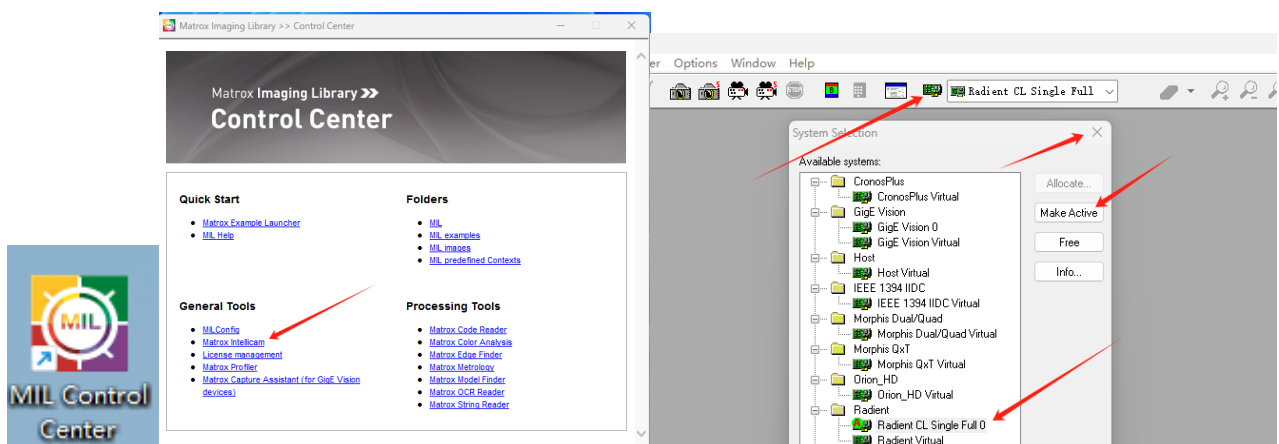 MIL
MIL Control
Center
Matrox Imaging Library >> Control Center
Matrox Imaging Library >>
Control Center
Quick Start
Matrox Example Launcher
MIL Help
Folders
MIL
MIL examples
MIL images
MIL predefined Contexts
General Tools
MILConfig
Matrox Intellicam
License management
Matrox Profiler
Matrox Capture Assistant (for GigE Vision
devices)
Processing Tools
Matrox Code Reader
Matrox Color Analysis
Matrox Edge Finder
Matrox Metrology
Matrox Model Finder
Matrox OCR Reader
Matrox String Reader
er Options Window Help
STOP
Radient CL Single Full
System Selection
Available systems:
CronosPlus
CronosPlus Virtual
GigE Vision
GigE Vision 0
GigE Vision Virtual
Host
Host Virtual
IEEE 1394 IIDC
IEEE 1394 IIDC Virtual
Morphis Dual/Quad
Morphis Dual/Quad Virtual
Morphis QxT
Morphis QxT Virtual
Orion_HD
Orion_HD Virtual
Radient
Radient CL Single Full 0
Radient Virtual
Allocate...
Make Active
Free
Info...